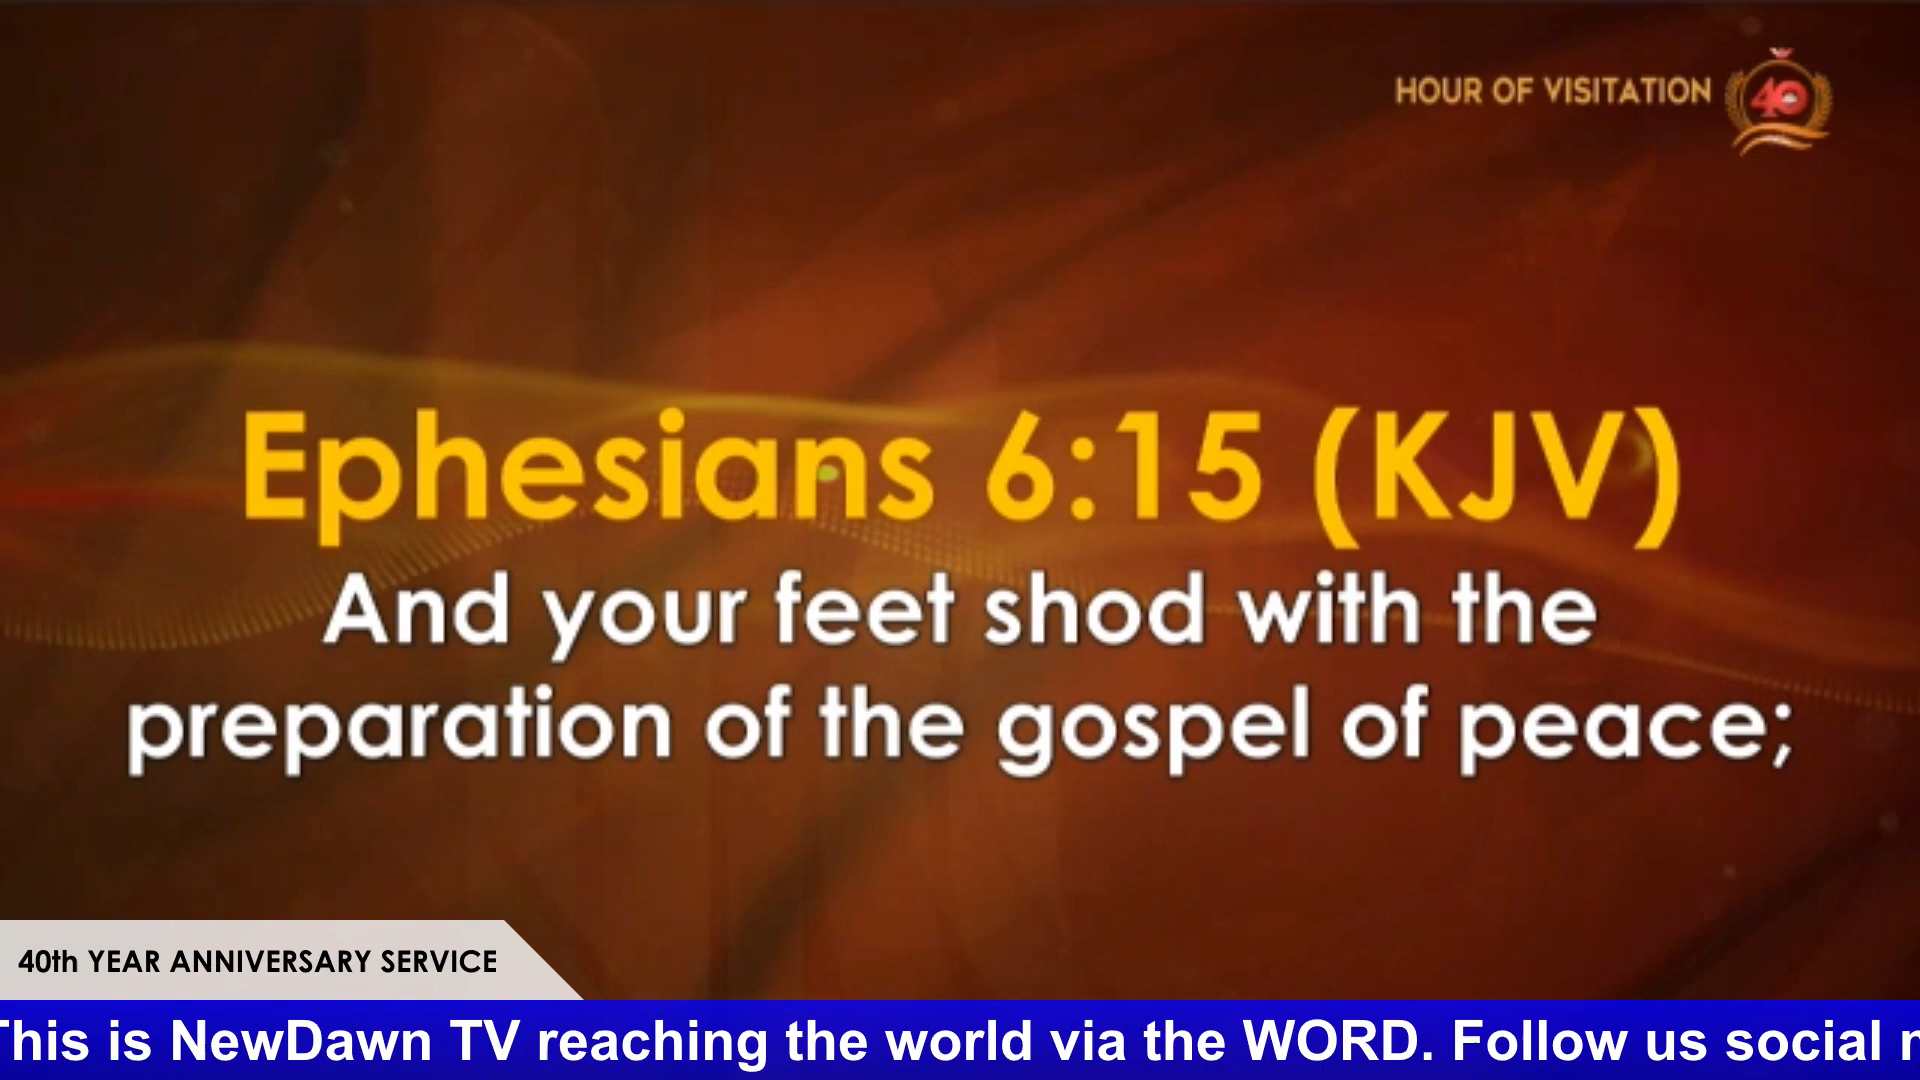 HOUR OF VISITATION
40
Ephesians 6:15 (KJV)
And your feet shod with the
preparation of the gospel of peace;
40th YEAR ANNIVERSARY SERVICE
This is NewDawn TV reaching the world via the WORD. Follow us social